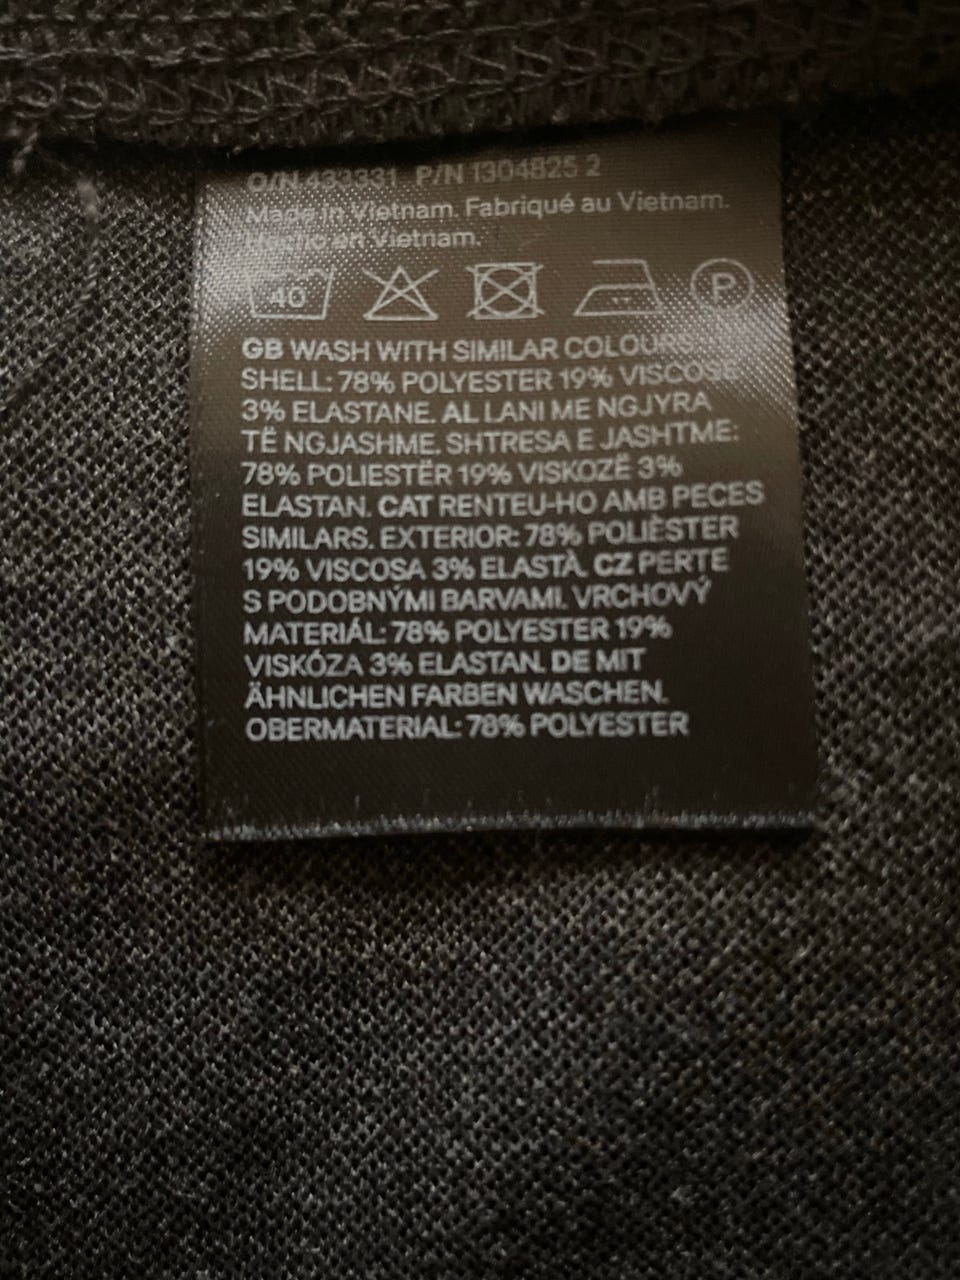 O/N 433331 P/N 1304825 2
Made in Vietnam. Fabriqué au Vietnam.
Hecho en Vietnam.
40 P
GB WASH WITH SIMILAR COLOURS.
SHELL: 78% POLYESTER 19% VISCOSE
3% ELASTANE. AL LANI ME NGJYRA
TË NGJASHME. SHTRESA E JASHTME:
78% POLIESTËR 19% VISKOZË 3%
ELASTAN. CAT RENTEU-HO AMB PECES
SIMILARS. EXTERIOR: 78% POLIÈSTER
19% VISCOSA 3% ELASTÀ. CZ PERTE
S PODOBNÝMI BARVAMI. VRCHOVÝ
MATERIÁL: 78% POLYESTER 19%
VISKÓZA 3% ELASTAN. DE MIT
ÄHNLICHEN FARBEN WASCHEN.
OBERMATERIAL: 78% POLYESTER